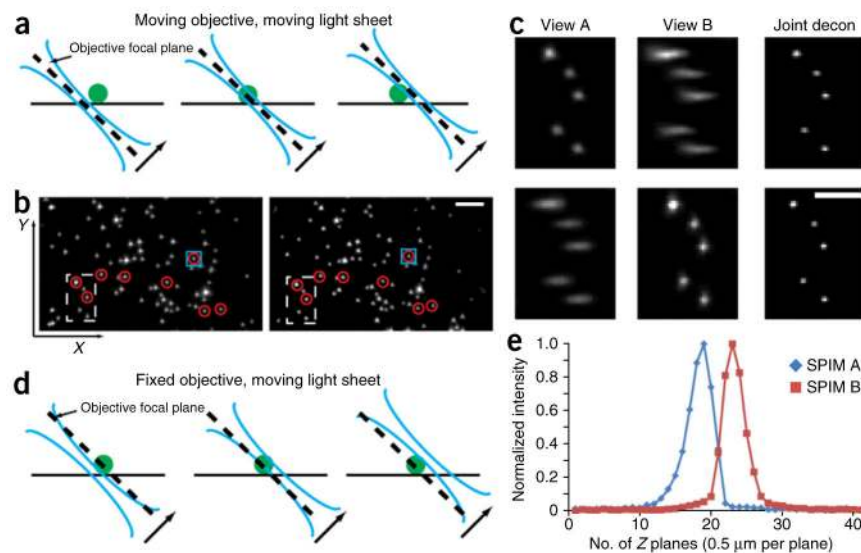 a
Moving objective, moving light sheet
Objective focal plane
b
Y
X
c
View A
View B
Joint decon
d
Fixed objective, moving light sheet
Objective focal plane
e
SPIM A
SPIM B
Normalized intensity
1.0
0.8
0.6
0.4
0.2
0
0 10 20 30 40
No. of Z planes (0.5 μm per plane)